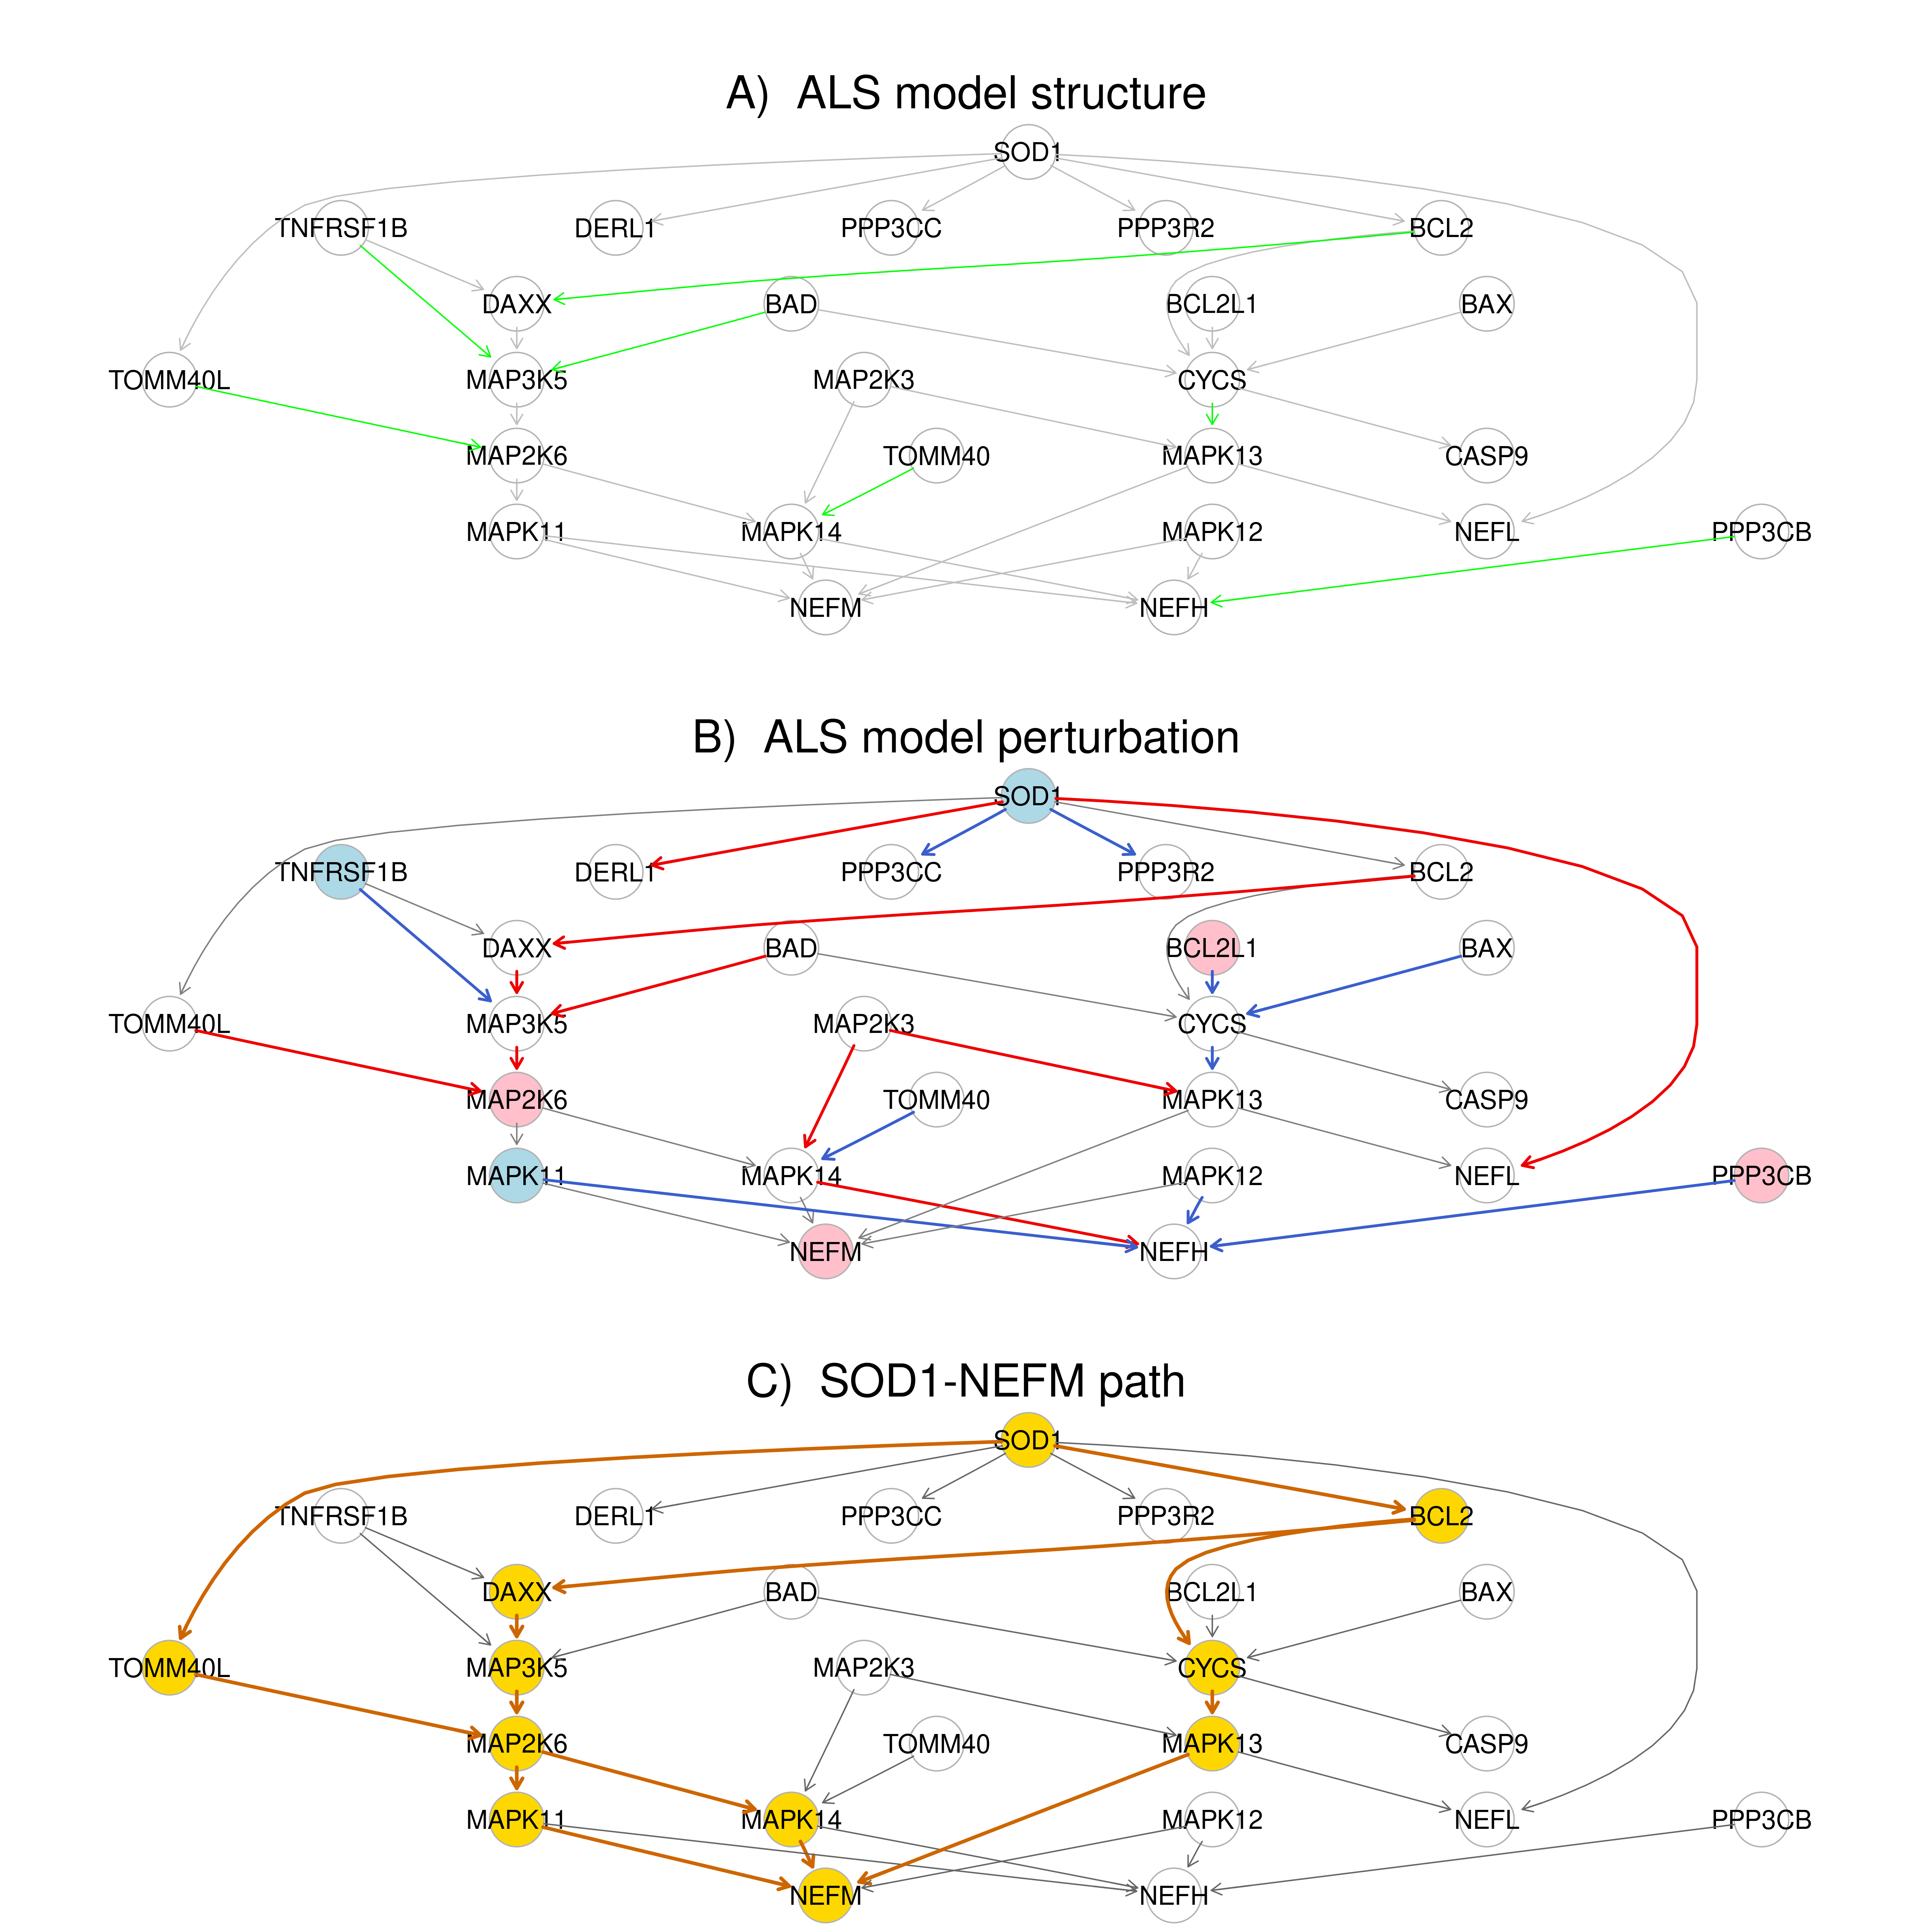 A)  ALS model structure
SOD1
TNFRSF1B DERL1 PPP3CC PPP3R2 BCL2
DAXX BAD BCL2L1 BAX
TOMM40L MAP3K5 MAP2K3 CYCS
MAP2K6 TOMM40 MAPK13 CASP9
MAPK11 MAPK14 MAPK12 NEFL PPP3CB
NEFM NEFH
B)  ALS model perturbation
SOD1
TNFRSF1B DERL1 PPP3CC PPP3R2 BCL2
DAXX BAD BCL2L1 BAX
TOMM40L MAP3K5 MAP2K3 CYCS
MAP2K6 TOMM40 MAPK13 CASP9
MAPK11 MAPK14 MAPK12 NEFL PPP3CB
NEFM NEFH
C)  SOD1-NEFM path
SOD1
TNFRSF1B DERL1 PPP3CC PPP3R2 BCL2
DAXX BAD BCL2L1 BAX
TOMM40L MAP3K5 MAP2K3 CYCS
MAP2K6 TOMM40 MAPK13 CASP9
MAPK11 MAPK14 MAPK12 NEFL PPP3CB
NEFM NEFH